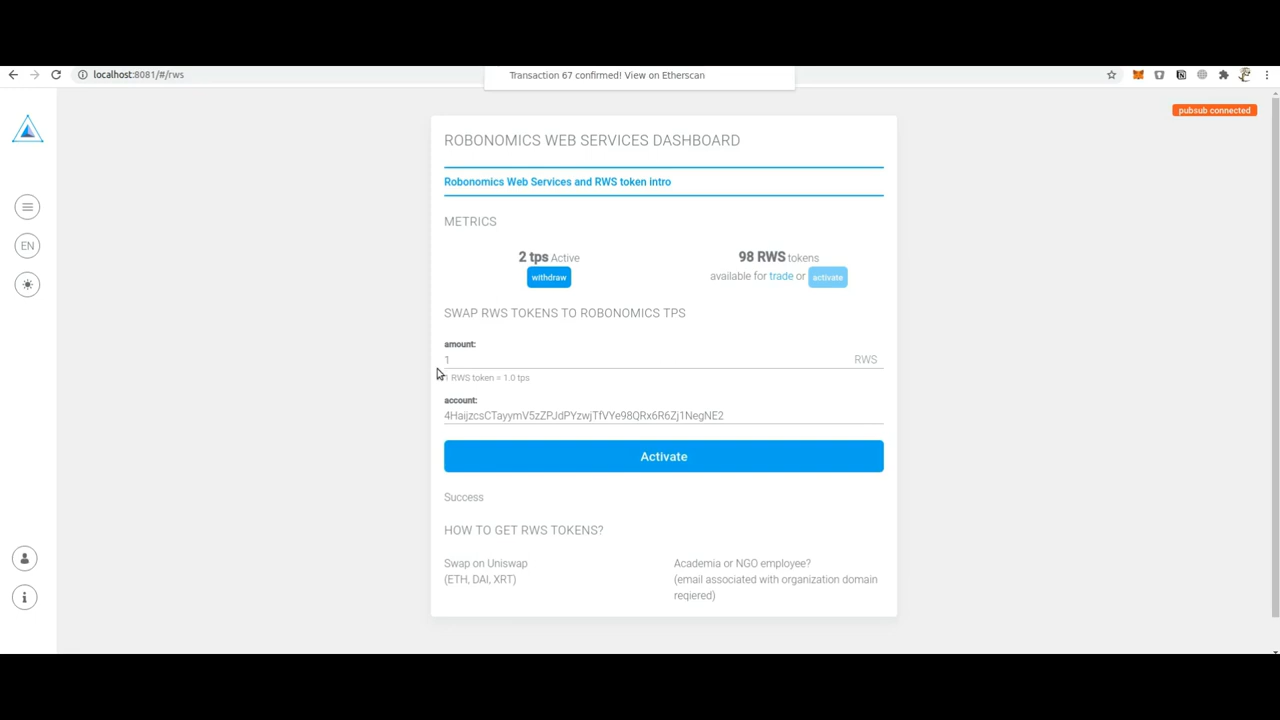 localhost:8081/#/rws
Transaction 67 confirmed! View on Etherscan
pubsub connected
EN
ROBONOMICS WEB SERVICES DASHBOARD
Robonomics Web Services and RWS token intro
METRICS
2 tps Active
withdraw
98 RWS tokens
available for trade or activate
SWAP RWS TOKENS TO ROBONOMICS TPS
amount:
1 RWS
1 RWS token = 1.0 tps
account:
4HaijzcsCTayymV5zZPJdPYzwjTfVYe98QRx6R6Zj1NegNE2
Activate
Success
HOW TO GET RWS TOKENS?
Swap on Uniswap
(ETH, DAI, XRT)
Academia or NGO employee?
(email associated with organization domain
reqiered)